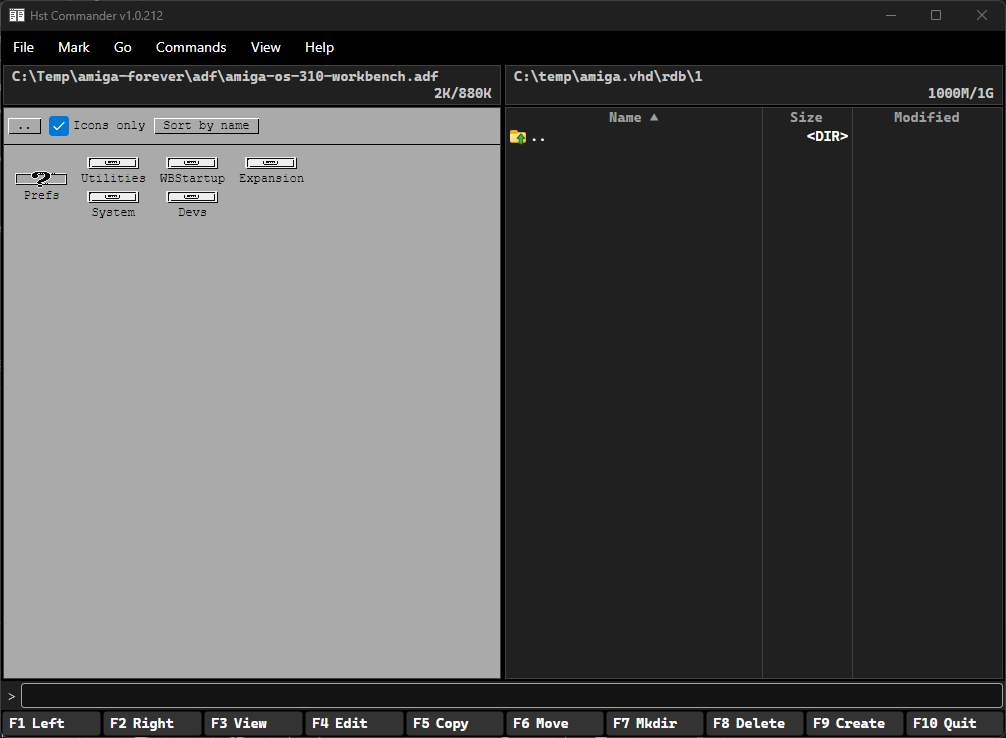 Hst Commander v1.0.212
File Mark Go Commands View Help
C:\Temp\amiga-forever\adf\amiga-os-310-workbench.adf
2K/880K
C:\temp\amiga.vhd\rdb\1
1000M/1G
.. Icons only Sort by name
Prefs
Utilities WBStartup Expansion
System Devs
Name ▲ Size Modified
.. <DIR>
>
F1 Left F2 Right F3 View F4 Edit F5 Copy F6 Move F7 Mkdir F8 Delete F9 Create F10 Quit